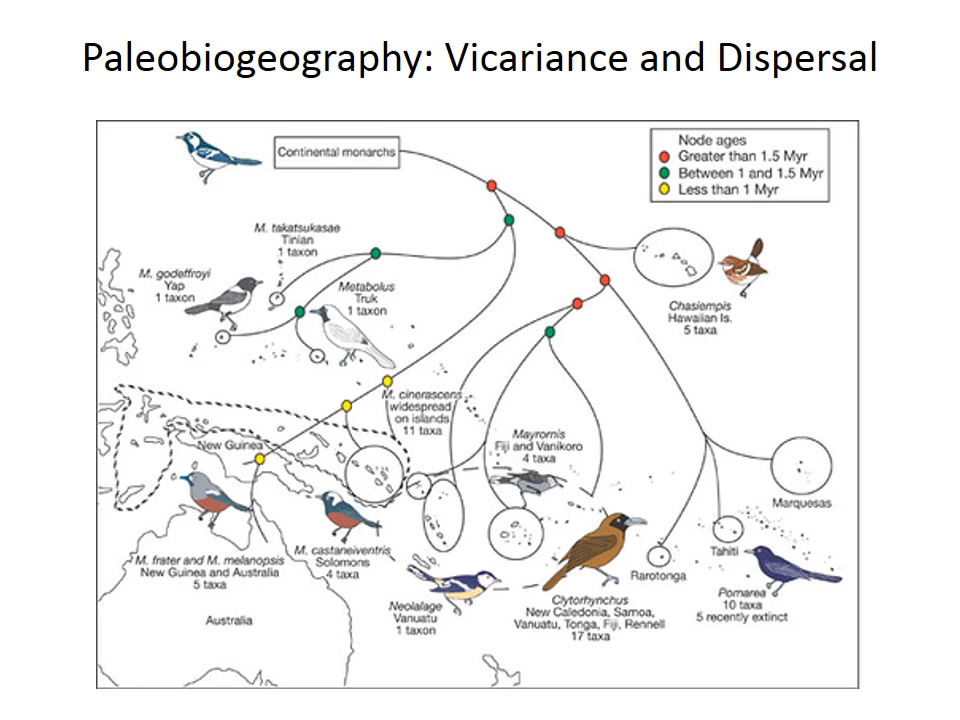 Paleobiogeography: Vicariance and Dispersal
Continental monarchs
Node ages
Greater than 1.5 Myr
Between 1 and 1.5 Myr
Less than 1 Myr
M. takatsukasae
Tinian
1 taxon
M. godeffroyi
Yap
1 taxon
Metabolus
Truk
1 taxon
Chasiempis
Hawaiian Is.
5 taxa
M. cinerascens
widespread
on islands
11 taxa
New Guinea
Mayrornis
Fiji and Vanikoro
4 taxa
Marquesas
M. frater and M. melanopsis
New Guinea and Australia
5 taxa
M. castaneiventris
Solomons
4 taxa
Neolalage
Vanuatu
1 taxon
Clytorhynchus
New Caledonia, Samoa,
Vanuatu, Tonga, Fiji, Rennell
17 taxa
Rarotonga
Tahiti
Pomarea
10 taxa
5 recently extinct
Australia